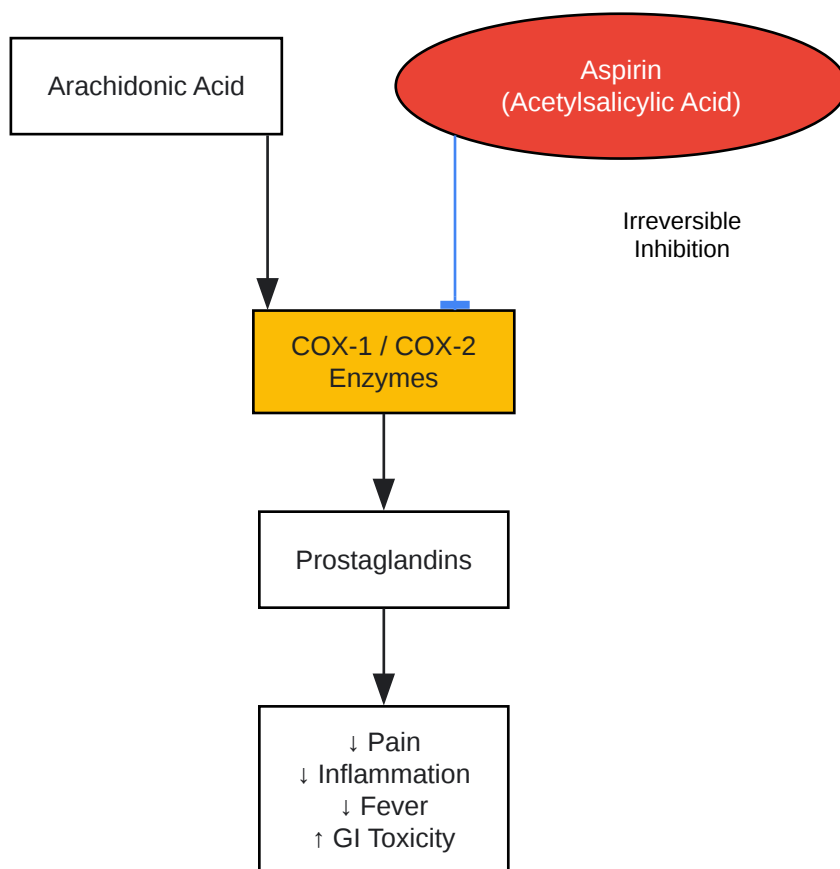 Arachidonic Acid
Aspirin
(Acetylsalicylic Acid)
Irreversible
Inhibition
COX-1 / COX-2
Enzymes
Prostaglandins
↓ Pain
↓ Inflammation
↓ Fever
↑ GI Toxicity